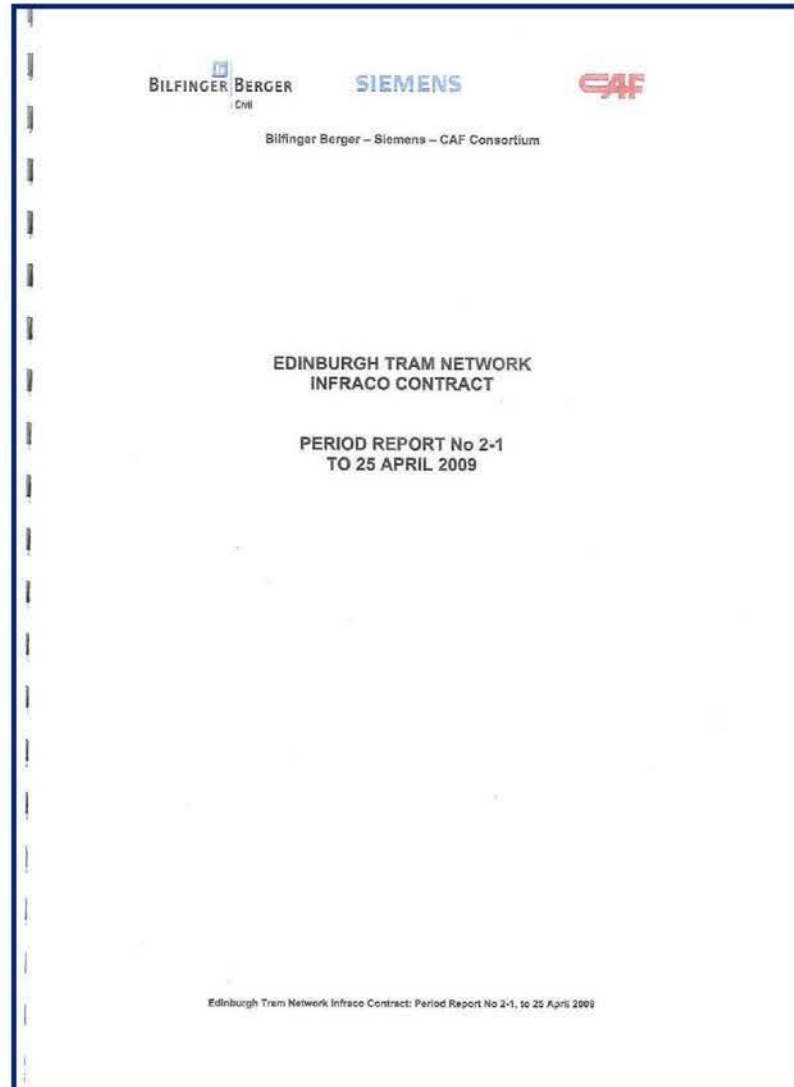 BILFINGER BERGER
Civil
SIEMENS
CAF
Bilfinger Berger – Siemens – CAF Consortium
EDINBURGH TRAM NETWORK
INFRACO CONTRACT
PERIOD REPORT No 2-1
TO 25 APRIL 2009
Edinburgh Tram Network Infraco Contract: Period Report No 2-1, to 25 April 2009